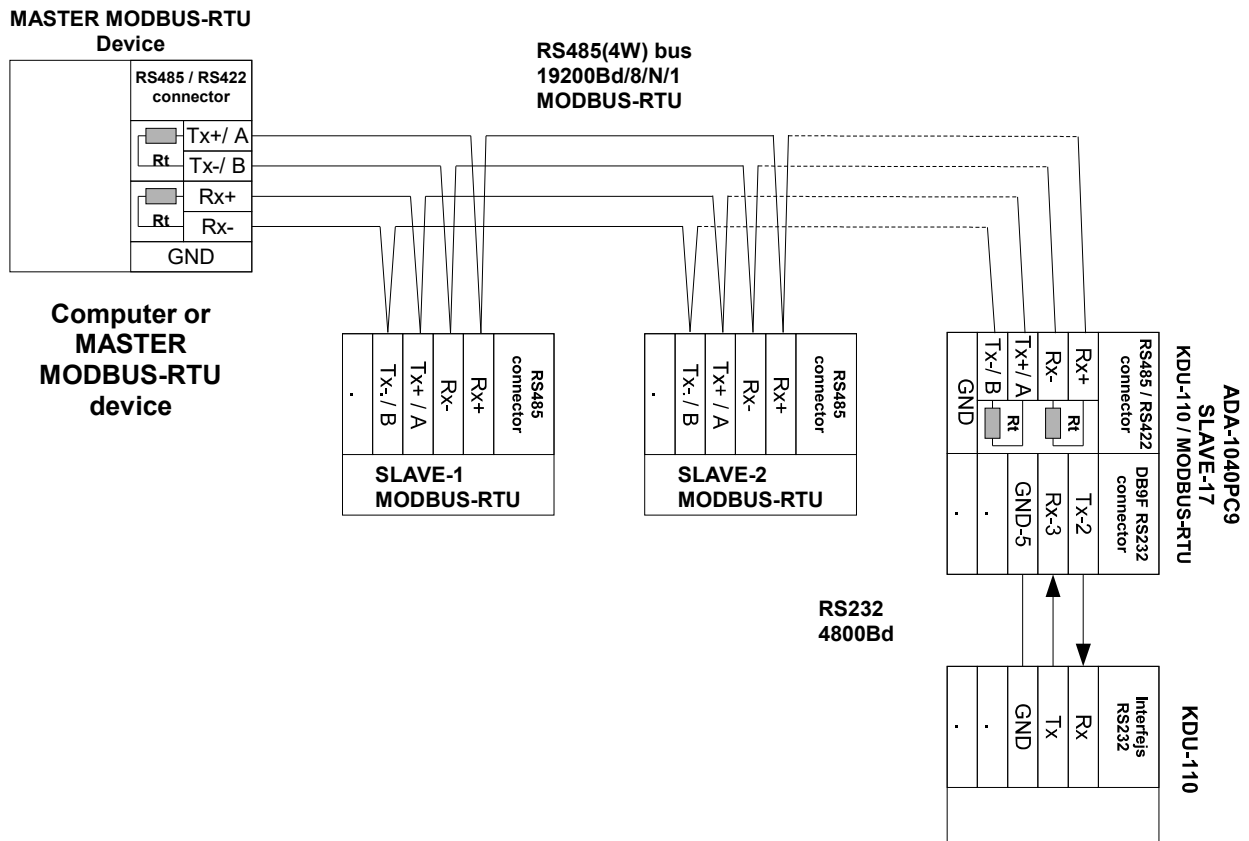 MASTER MODBUS-RTU
Device
RS485 / RS422
connector
Tx+/ A
Rt
Tx-/ B
Rx+
Rt
Rx-
GND
Computer or
MASTER
MODBUS-RTU
device
RS485(4W) bus
19200Bd/8/N/1
MODBUS-RTU
RS485
connector
Rx+
Rx-
Tx+ / A
Tx-. / B
.
SLAVE-1
MODBUS-RTU
RS485
connector
Rx+
Rx-
Tx+ / A
Tx-. / B
.
SLAVE-2
MODBUS-RTU
ADA-1040PC9
SLAVE-17
KDU-110 / MODBUS-RTU
RS485 / RS422
connector
Rx+
Rx-
Tx+/ A
Tx-/ B
GND
Rt
Rt
DB9F RS232
connector
Tx-2
Rx-3
GND-5
.
.
RS232
4800Bd
KDU-110
Interfejs
RS232
Rx
Tx
GND
.
.